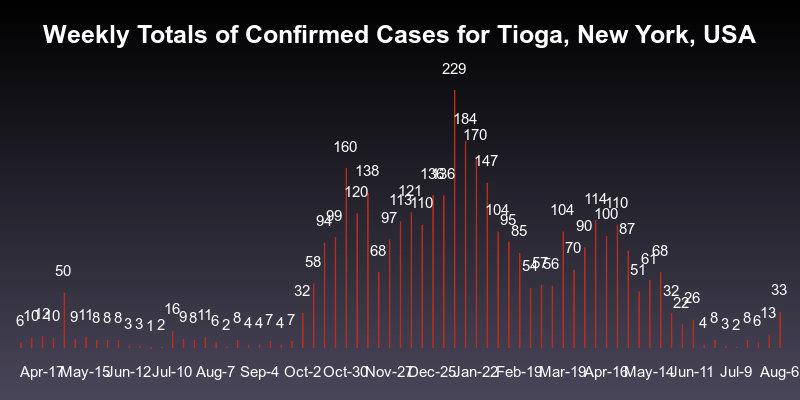 Weekly Totals of Confirmed Cases for Tioga, New York, USA
6 10 12 10 50 9 11 8 8 8 3 3 1 2 16 9 8 11 6 2 8 4 4 7 4 7 32 58 94 99 160 120 138 68 97 113 121 110 136 136 229 184 170 147 104 95 85 54 57 56 104 70 90 114 100 110 87 51 61 68 32 22 26 4 8 3 2 8 6 13 33
Apr-17 May-15 Jun-12 Jul-10 Aug-7 Sep-4 Oct-2 Oct-30 Nov-27 Dec-25 Jan-22 Feb-19 Mar-19 Apr-16 May-14 Jun-11 Jul-9 Aug-6